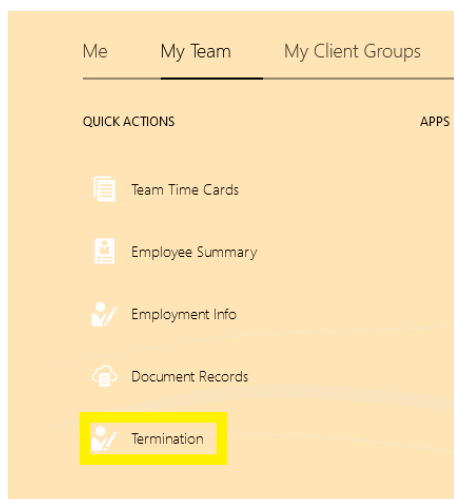 Me My Team My Client Groups
QUICK ACTIONS APPS
Team Time Cards
Employee Summary
Employment Info
Document Records
Termination